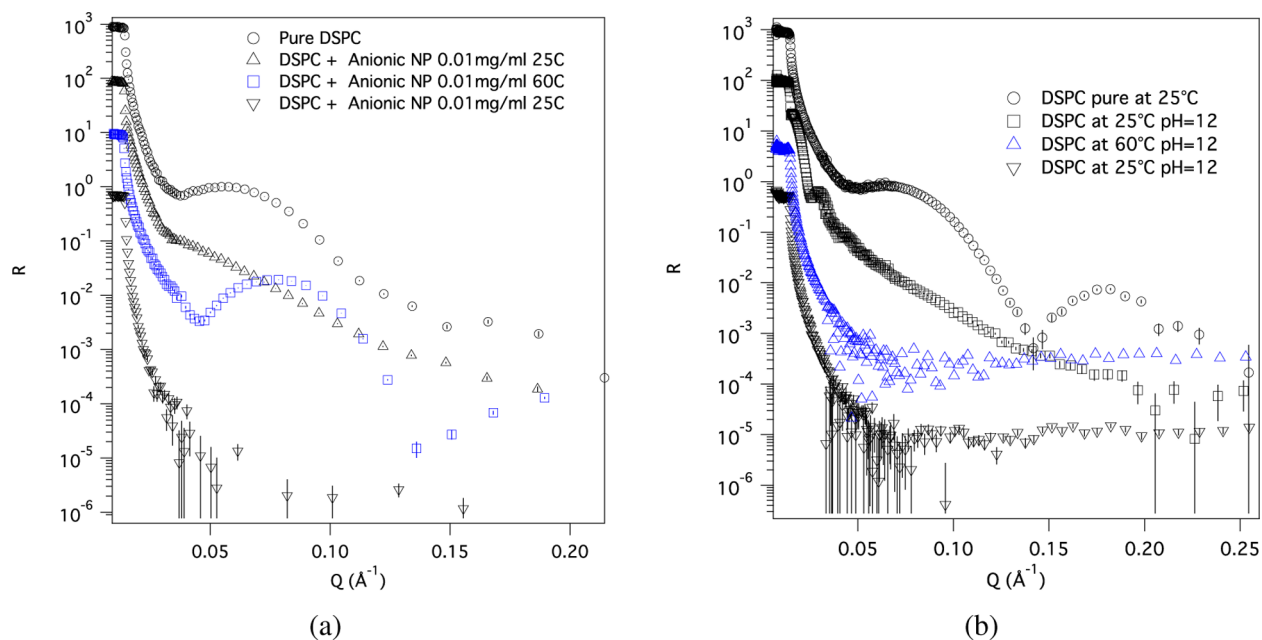 10³
10²
10¹
10⁰
10⁻¹
10⁻²
10⁻³
10⁻⁴
10⁻⁵
10⁻⁶
R
Pure DSPC
DSPC + Anionic NP 0.01mg/ml 25C
DSPC + Anionic NP 0.01mg/ml 60C
DSPC + Anionic NP 0.01mg/ml 25C
0.05 0.10 0.15 0.20
Q (Å⁻¹)
(a)
10³
10²
10¹
10⁰
10⁻¹
10⁻²
10⁻³
10⁻⁴
10⁻⁵
R
DSPC pure at 25°C
DSPC at 25°C pH=12
DSPC at 60°C pH=12
DSPC at 25°C pH=12
0.05 0.10 0.15 0.20 0.25
Q (Å⁻¹)
(b)